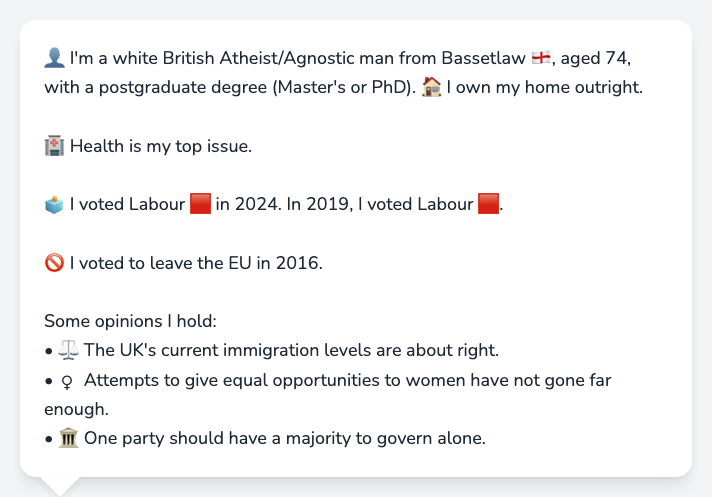 👤 I'm a white British Atheist/Agnostic man from Bassetlaw 🏴󠁧󠁢󠁥󠁮󠁧󠁿, aged 74,
with a postgraduate degree (Master's or PhD). 🏠 I own my home outright.
🏥 Health is my top issue.
🗳️ I voted Labour 🟥 in 2024. In 2019, I voted Labour 🟥.
🚫 I voted to leave the EU in 2016.
Some opinions I hold:
• ⚖️ The UK's current immigration levels are about right.
• ♀ Attempts to give equal opportunities to women have not gone far
enough.
• 🏛️ One party should have a majority to govern alone.